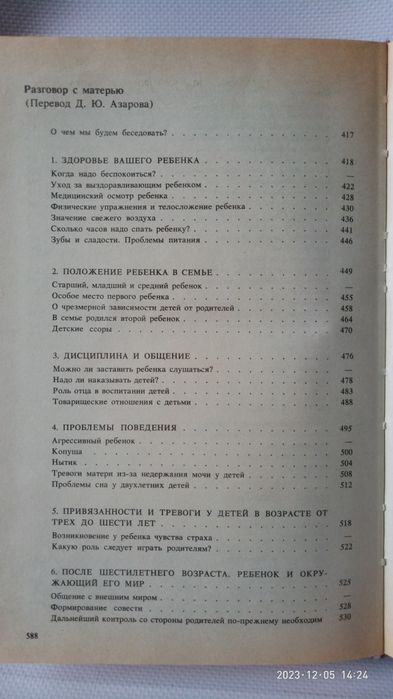 Разговор с матерью
(Перевод Д. Ю. Азарова)
О чем мы будем беседовать? . . . . . . . . . . . . 417
1. ЗДОРОВЬЕ ВАШЕГО РЕБЕНКА . . . . . . . . . . 418
Когда надо беспокоиться? . . . . . . . . . . . . —
Уход за выздоравливающим ребенком . . . . . . . . . . 422
Медицинский осмотр ребенка . . . . . . . . . . . . 428
Физические упражнения и телосложение ребенка . . . . . . 430
Значение свежего воздуха . . . . . . . . . . . . 436
Сколько часов надо спать ребенку? . . . . . . . . . . 441
Зубы и сладости. Проблемы питания . . . . . . . . . . 446
2. ПОЛОЖЕНИЕ РЕБЕНКА В СЕМЬЕ . . . . . . . . . . 449
Старший, младший и средний ребенок . . . . . . . . . . —
Особое место первого ребенка . . . . . . . . . . . . 455
О чрезмерной зависимости детей от родителей . . . . . . 458
В семье родился второй ребенок . . . . . . . . . . 464
Детские ссоры . . . . . . . . . . . . . . 470
3. ДИСЦИПЛИНА И ОБЩЕНИЕ . . . . . . . . . . 476
Можно ли заставить ребенка слушаться? . . . . . . . . —
Надо ли наказывать детей? . . . . . . . . . . . . 478
Роль отца в воспитании детей . . . . . . . . . . 483
Товарищеские отношения с детьми . . . . . . . . . . 488
4. ПРОБЛЕМЫ ПОВЕДЕНИЯ . . . . . . . . . . . . 495
Агрессивный ребенок . . . . . . . . . . . . . . —
Копуша . . . . . . . . . . . . . . . . 500
Нытик . . . . . . . . . . . . . . . . 504
Тревоги матери из-за недержания мочи у детей . . . . . . 508
Проблемы сна у двухлетних детей . . . . . . . . . . 512
5. ПРИВЯЗАННОСТИ И ТРЕВОГИ У ДЕТЕЙ В ВОЗРАСТЕ ОТ
ТРЕХ ДО ШЕСТИ ЛЕТ . . . . . . . . . . . . 518
Возникновение у ребенка чувства страха . . . . . . . . —
Какую роль следует играть родителям? . . . . . . . . 522
6. ПОСЛЕ ШЕСТИЛЕТНЕГО ВОЗРАСТА. РЕБЕНОК И ОКРУ-
ЖАЮЩИЙ ЕГО МИР . . . . . . . . . . . . 525
Общение с внешним миром . . . . . . . . . . . . —
Формирование совести . . . . . . . . . . . . 528
Дальнейший контроль со стороны родителей по-прежнему необходим 530
588
2023-12-05 14:24